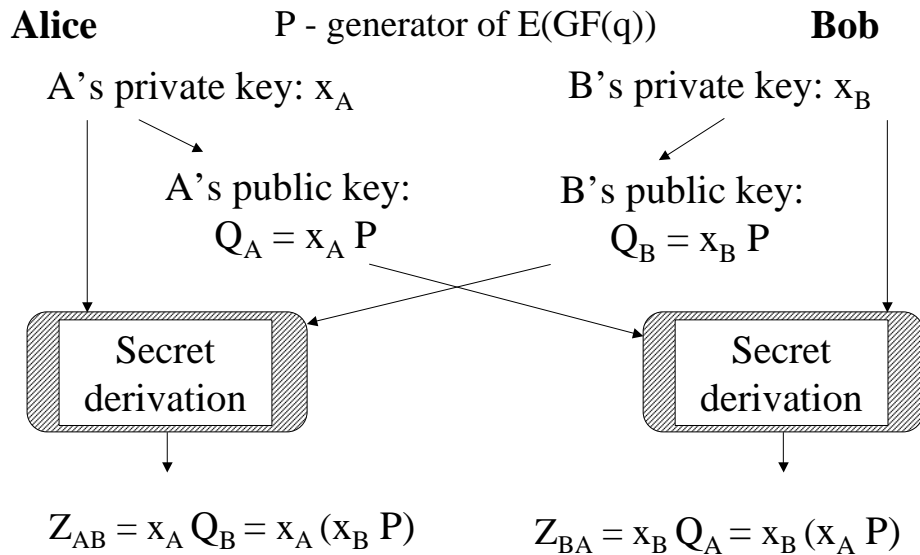 Alice P - generator of E(GF(q)) Bob
A's private key: x_A B's private key: x_B
A's public key: B's public key:
Q_A = x_A P Q_B = x_B P
Secret Secret
derivation derivation
Z_AB = x_A Q_B = x_A (x_B P) Z_BA = x_B Q_A = x_B (x_A P)